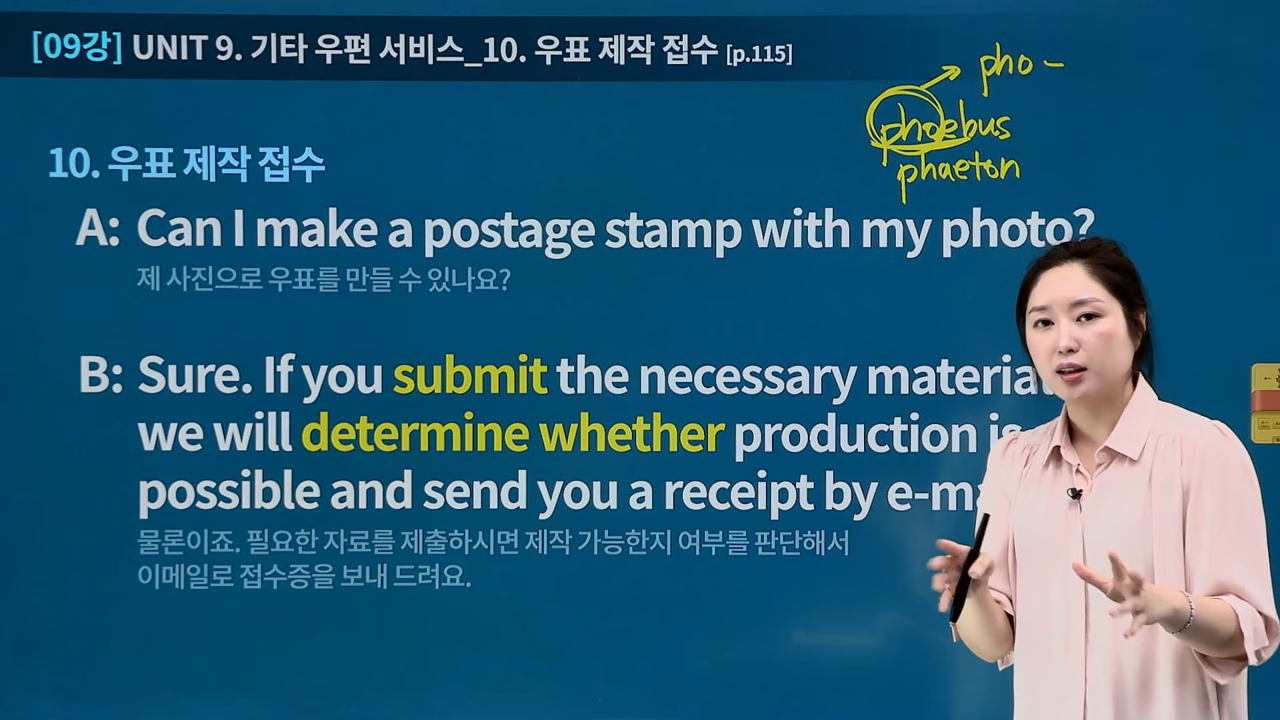 [09강] UNIT 9. 기타 우편 서비스_10. 우표 제작 접수 [p.115]
pho -
phoebus
phaeton
10. 우표 제작 접수
A: Can I make a postage stamp with my photo?
제 사진으로 우표를 만들 수 있나요?
B: Sure. If you submit the necessary material
we will determine whether production is
possible and send you a receipt by e-ma
물론이죠. 필요한 자료를 제출하시면 제작 가능한지 여부를 판단해서
이메일로 접수증을 보내 드려요.